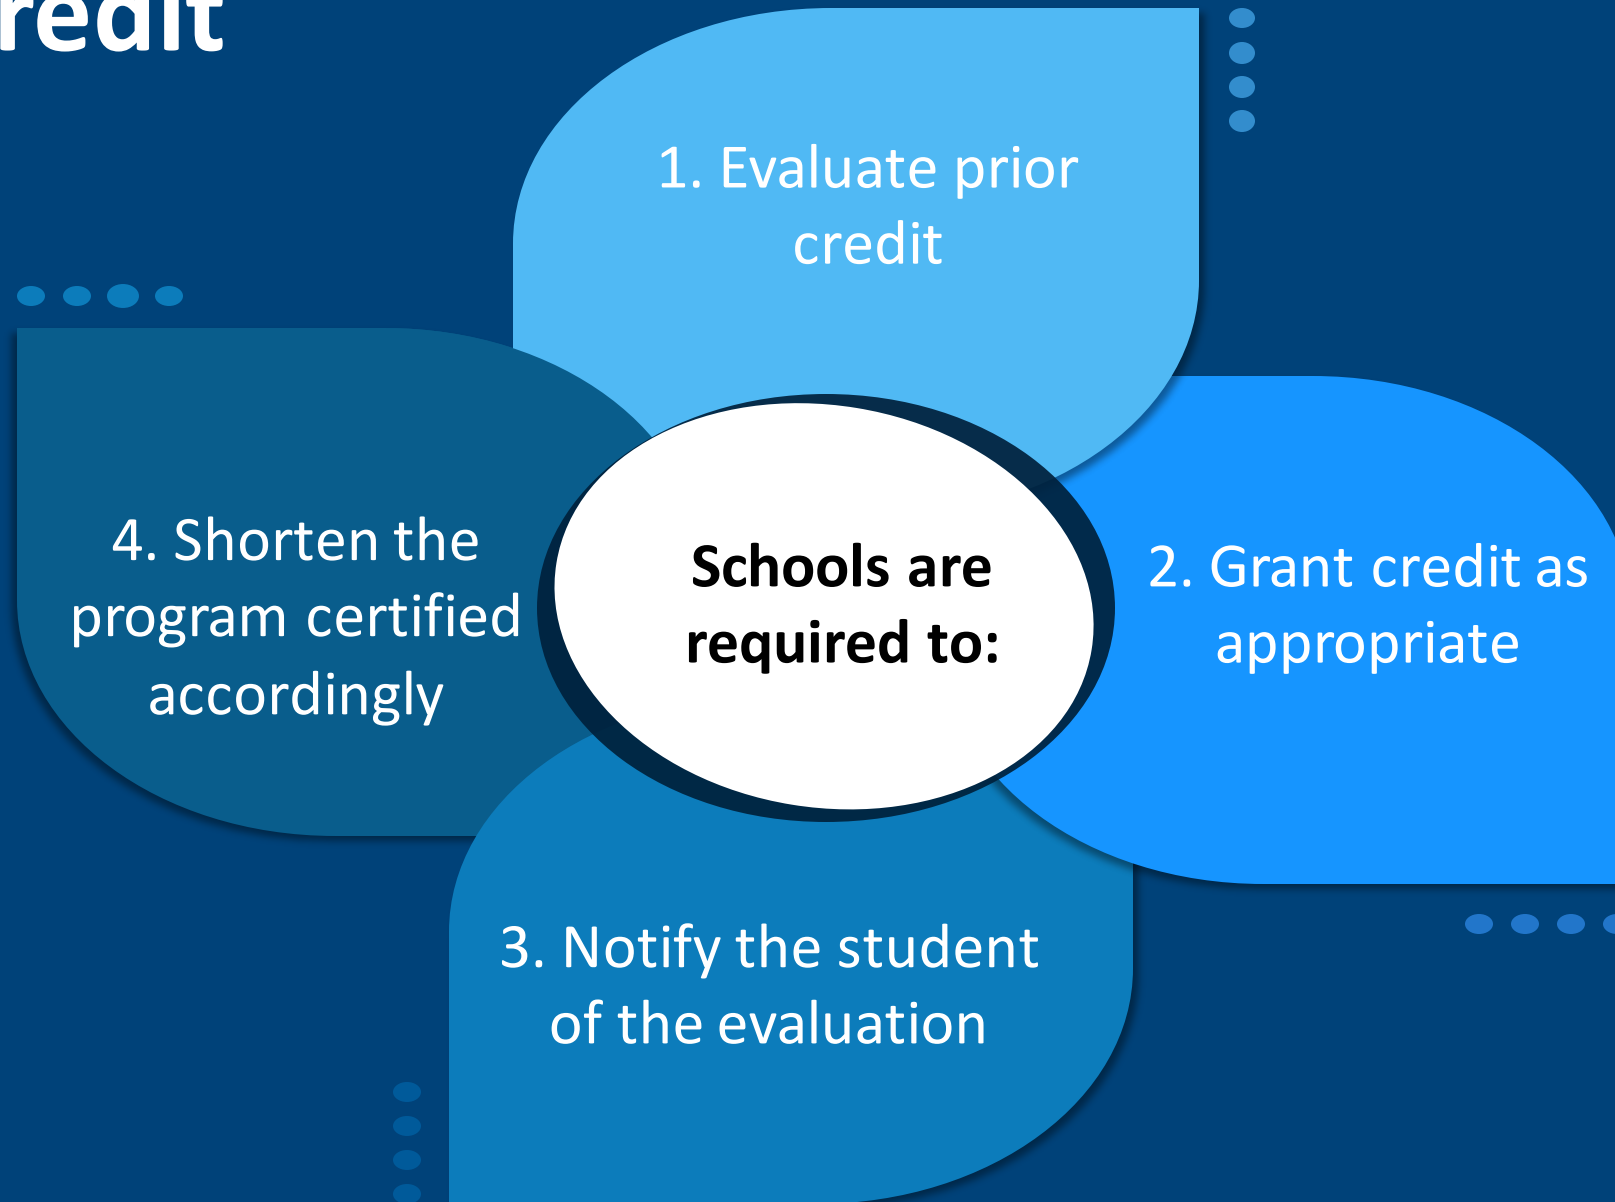 redit
1. Evaluate prior
credit
Schools are
required to:
2. Grant credit as
appropriate
3. Notify the student
of the evaluation
4. Shorten the
program certified
accordingly